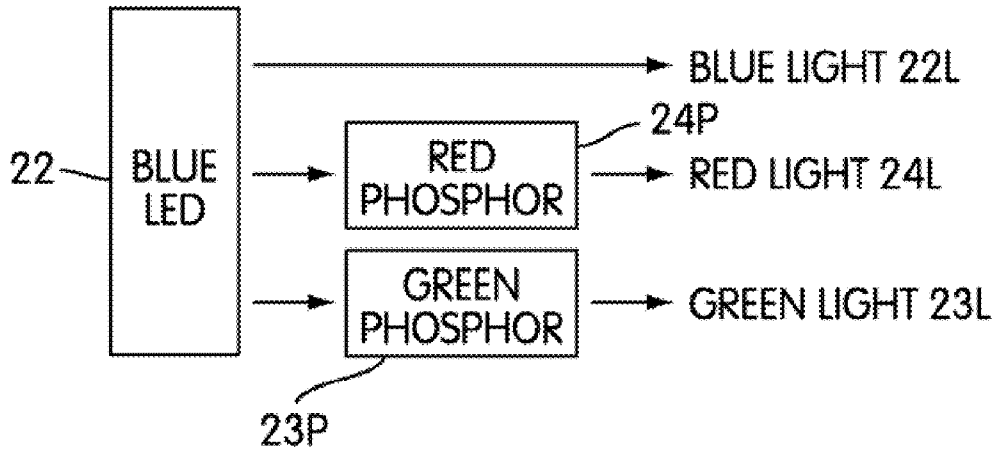 BLUE LIGHT 22L
24P
22
BLUE
LED
RED
PHOSPHOR
RED LIGHT 24L
GREEN
PHOSPHOR
GREEN LIGHT 23L
23P